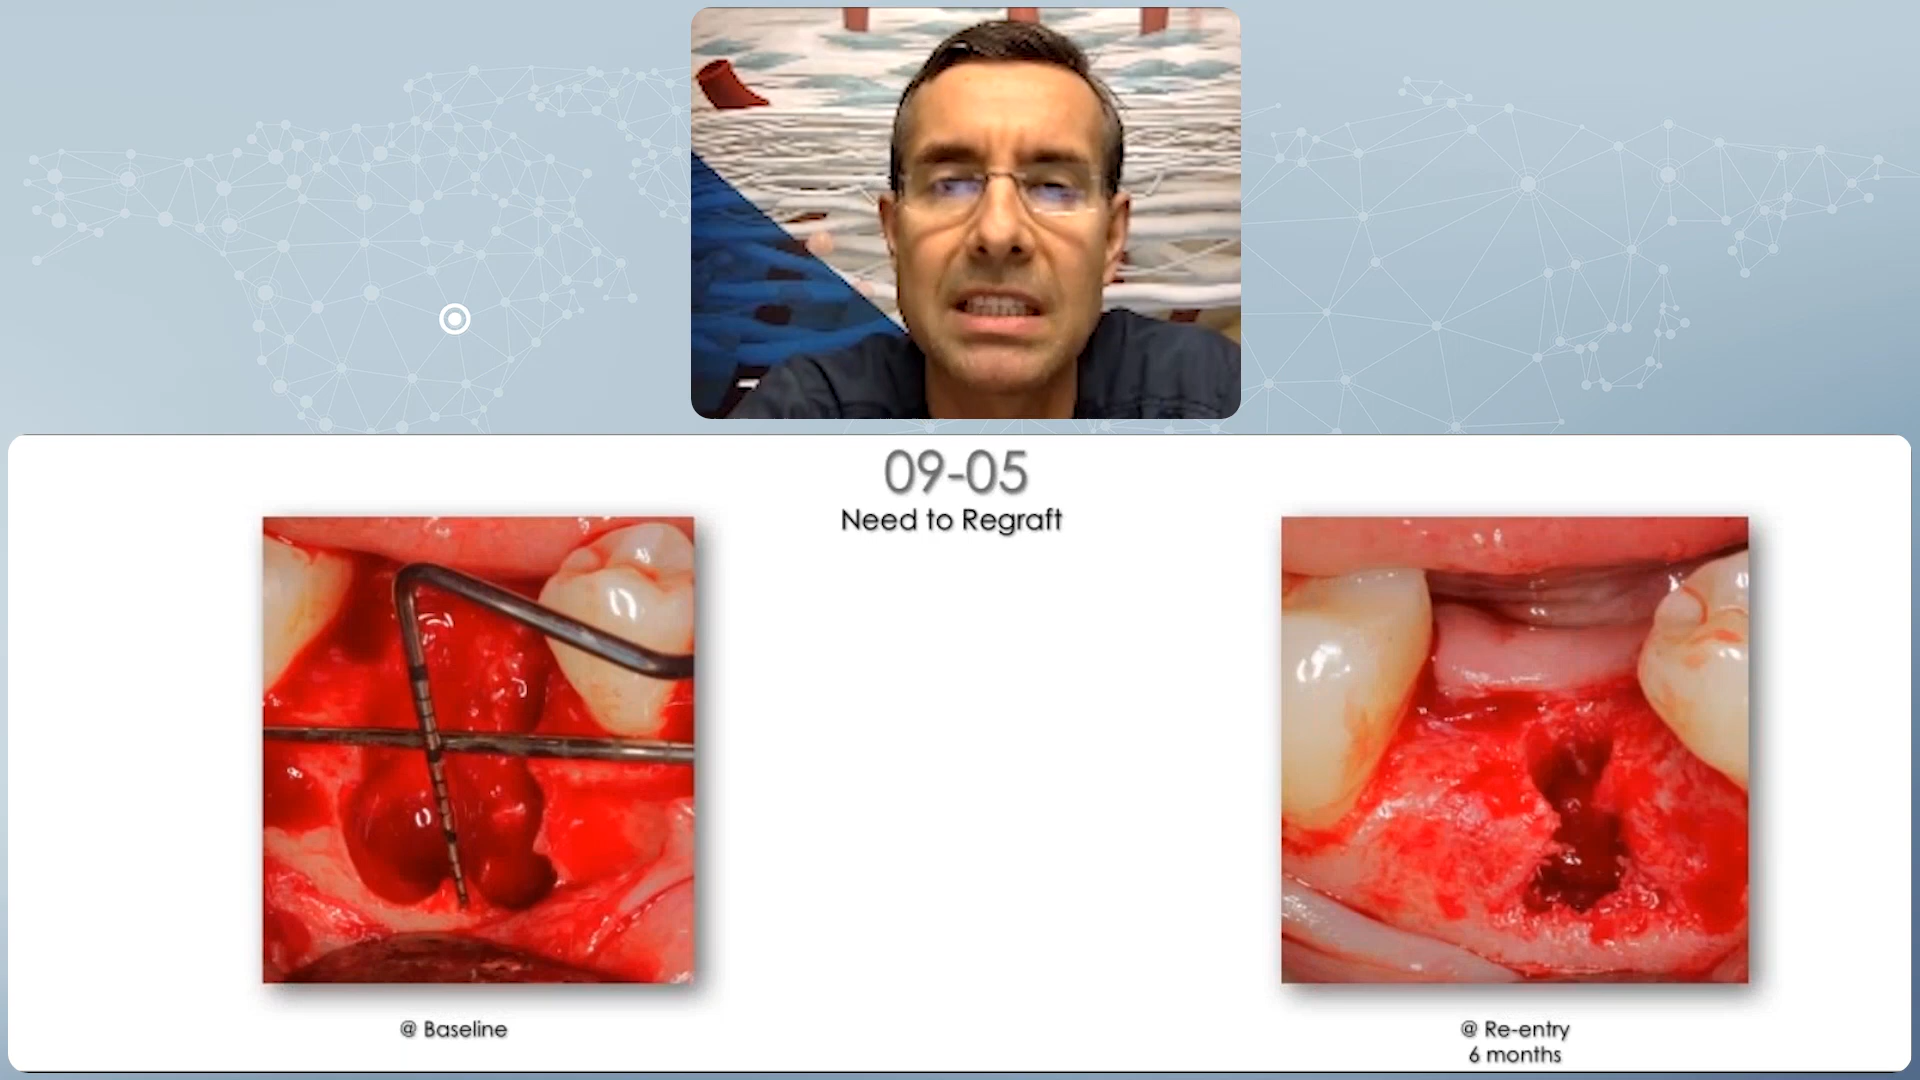 09-05
Need to Regraft
@ Baseline
@ Re-entry
6 months